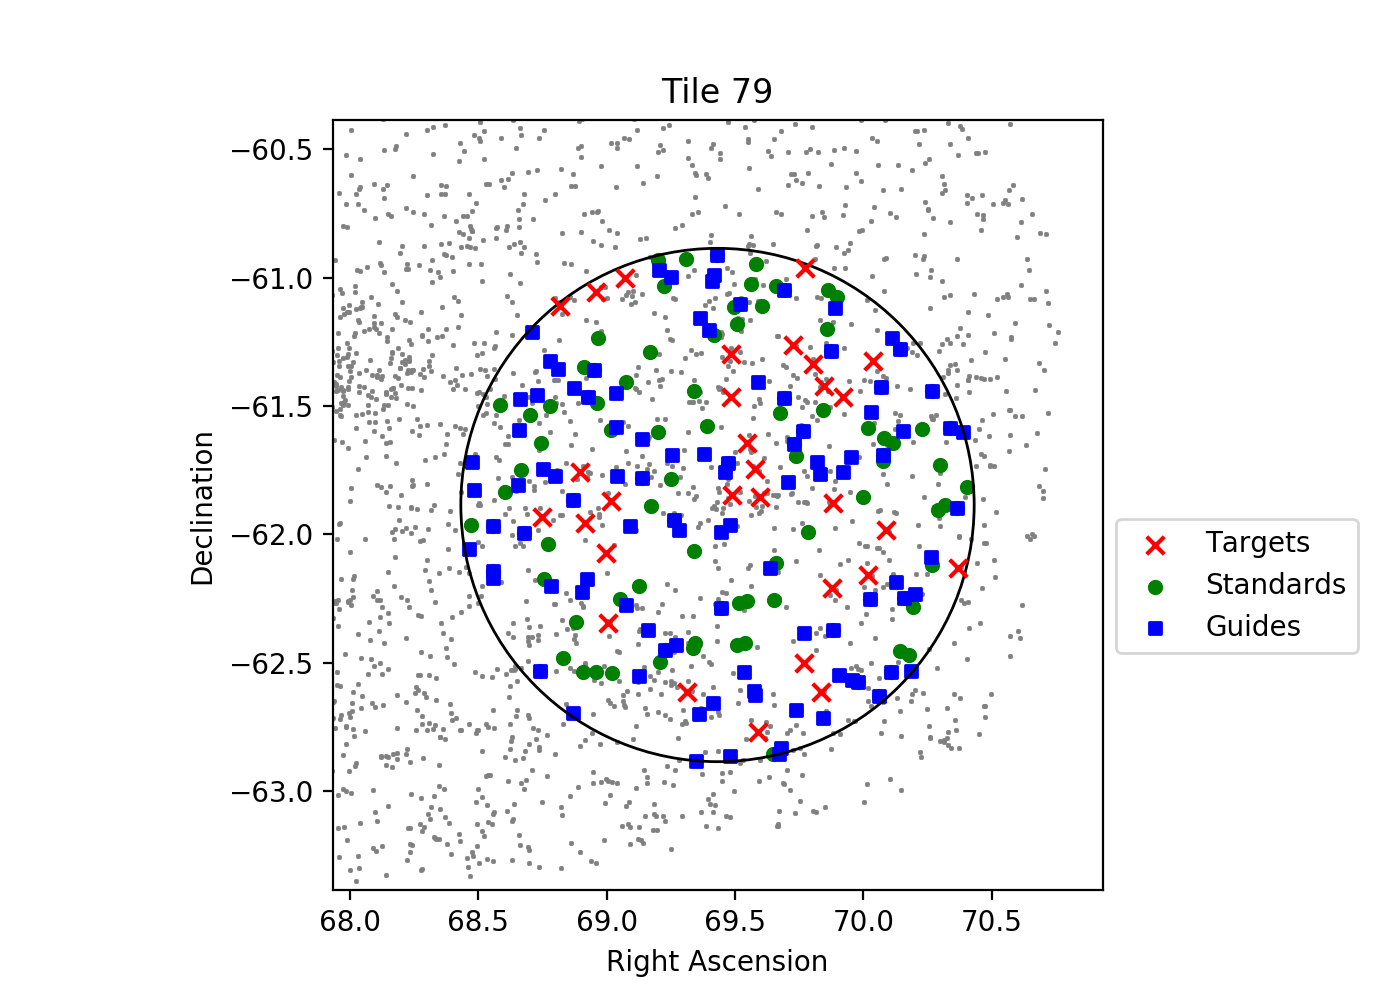 Tile 79
−60.5
−61.0
−61.5
−62.0
−62.5
−63.0
Declination
68.0 68.5 69.0 69.5 70.0 70.5
Right Ascension
Targets
Standards
Guides